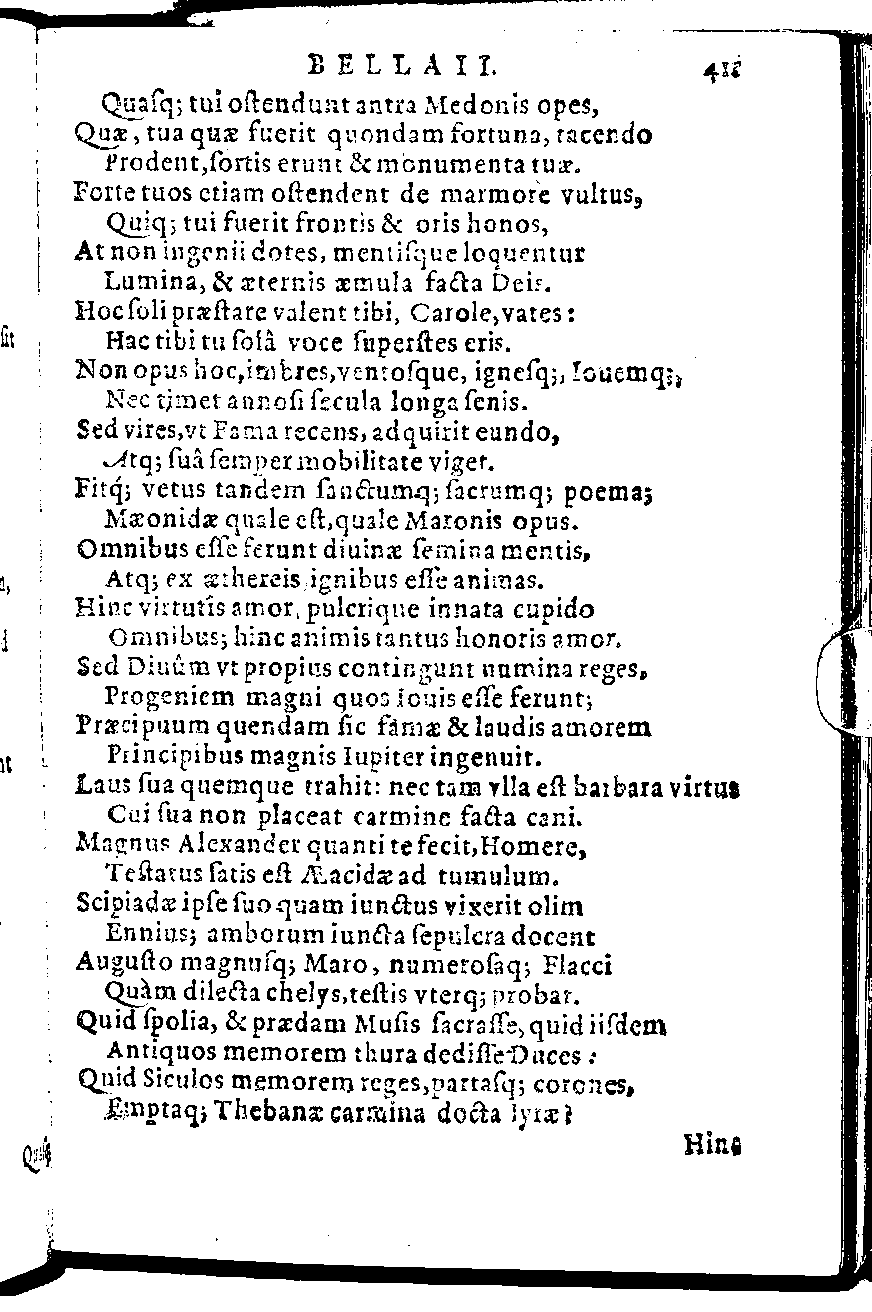 BELLAII.
Quaſq; tui oſtendunt antra Medonis opes,
Quæ, tua quæ fuerit quondam fortuna, tacendo
Prodent, ſortis erunt & monumenta tuæ.
Forte tuos etiam oſtendent de marmore vultus,
Quiq; tui fuerit frontis & oris honos,
At non ingenii dotes, mentiſque loquentur
Lumina, & æternis æmula facta Deis.
Hoc ſoli præſtare valent tibi, Carole, vates:
Hac tibi tu ſolâ voce ſuperſtes eris.
Non opus hoc, imbres, ventoſque, igneſq;, Iouemq;,
Nec timet annoſi ſecula longa ſenis.
Sed vires, vt Fama recens, adquirit eundo,
Atq; ſuâ ſemper mobilitate viget.
Fitq́; vetus tandem ſanctumq; ſacrumq; poema;
Mæonidæ quale eſt, quale Maronis opus.
Omnibus eſſe ferunt diuinæ ſemina mentis,
Atq; ex æthereis ignibus eſſe animas.
Hinc virtutis amor, pulcrique innata cupido
Omnibus; hinc animis tantus honoris amor.
Sed Diuûm vt propius contingunt numina reges,
Progeniem magni quos Iouis eſſe ferunt;
Præcipuum quendam ſic famæ & laudis amorem
Principibus magnis Iupiter ingenuit.
Laus ſua quemque trahit: nec tam vlla eſt barbara virtus
Cui ſua non placeat carmine facta cani.
Magnus Alexander quanti te fecit, Homere,
Teſtatus ſatis eſt Æacidæ ad tumulum.
Scipiadæ ipſe ſuo quam iunctus vixerit olim
Ennius; amborum iuncta ſepulcra docent
Auguſto magnuſq; Maro, numeroſaq; Flacci
Quàm dilecta chelys, teſtis vterq; probat.
Quid ſpolia, & prædam Muſis ſacraſſe, quid iiſdem
Antiquos memorem thura dediſſe Duces:
Quid Siculos memorem reges, partaſq; corones,
Emptaq; Thebanæ carmina docta lyræ?
Hinc